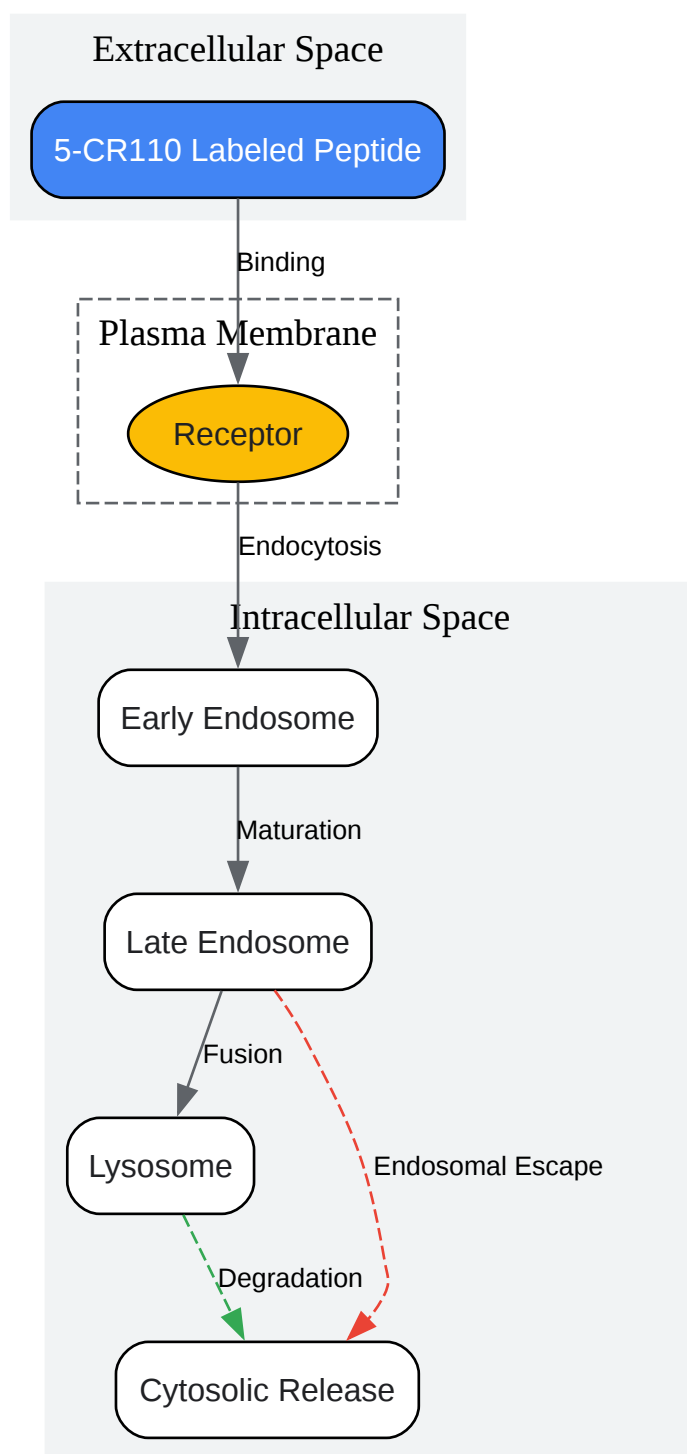 Extracellular Space
5-CR110 Labeled Peptide
Binding
Plasma Membrane
Receptor
Endocytosis
Intracellular Space
Early Endosome
Maturation
Late Endosome
Fusion
Lysosome
Endosomal Escape
Degradation
Cytosolic Release